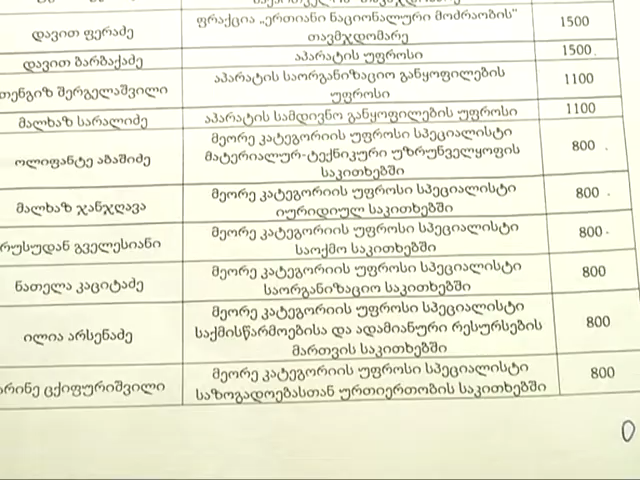 დავით ფერაძე
ფრაქცია „ერთიანი ნაციონალური მოძრაობის“
თავმჯდომარე
1500
დავით ბარბაქაძე
აპარატის უფროსი
1500
თენგიზ შერგელაშვილი
აპარატის საორგანიზაციო განყოფილების
უფროსი
1100
მალხაზ სარალიძე
აპარატის სამდივნო განყოფილების უფროსი
1100
ოლიფანტე აბაშიძე
მეორე კატეგორიის უფროსი სპეციალისტი
მატერიალურ-ტექნიკური უზრუნველყოფის
საკითხებში
800
მალხაზ ჯანჯღავა
მეორე კატეგორიის უფროსი სპეციალისტი
იურიდიულ საკითხებში
800
რუსუდან გველესიანი
მეორე კატეგორიის უფროსი სპეციალისტი
საოქმო საკითხებში
800
ნათელა კაციტაძე
მეორე კატეგორიის უფროსი სპეციალისტი
საორგანიზაციო საკითხებში
800
ილია არსენაძე
მეორე კატეგორიის უფროსი სპეციალისტი
საქმისწარმოებისა და ადამიანური რესურსების
მართვის საკითხებში
800
არინე ცქიფურიშვილი
მეორე კატეგორიის უფროსი სპეციალისტი
საზოგადოებასთან ურთიერთობის საკითხებში
800